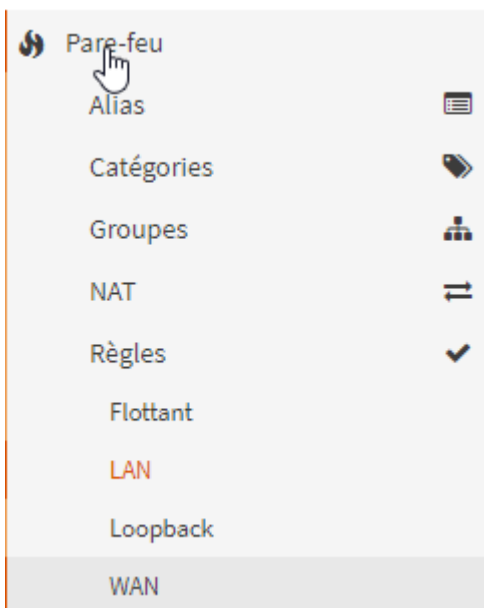 Pare-feu
Alias
Catégories
Groupes
NAT
Règles
Flottant
LAN
Loopback
WAN